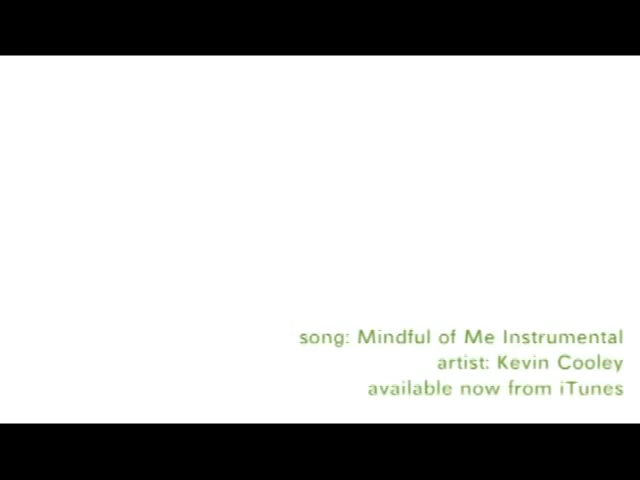 song: Mindful of Me Instrumental
artist: Kevin Cooley
available now from iTunes